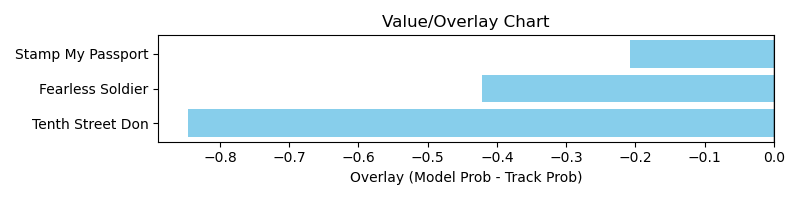 Value/Overlay Chart
Stamp My Passport
Fearless Soldier
Tenth Street Don
−0.8 −0.7 −0.6 −0.5 −0.4 −0.3 −0.2 −0.1 0.0
Overlay (Model Prob - Track Prob)